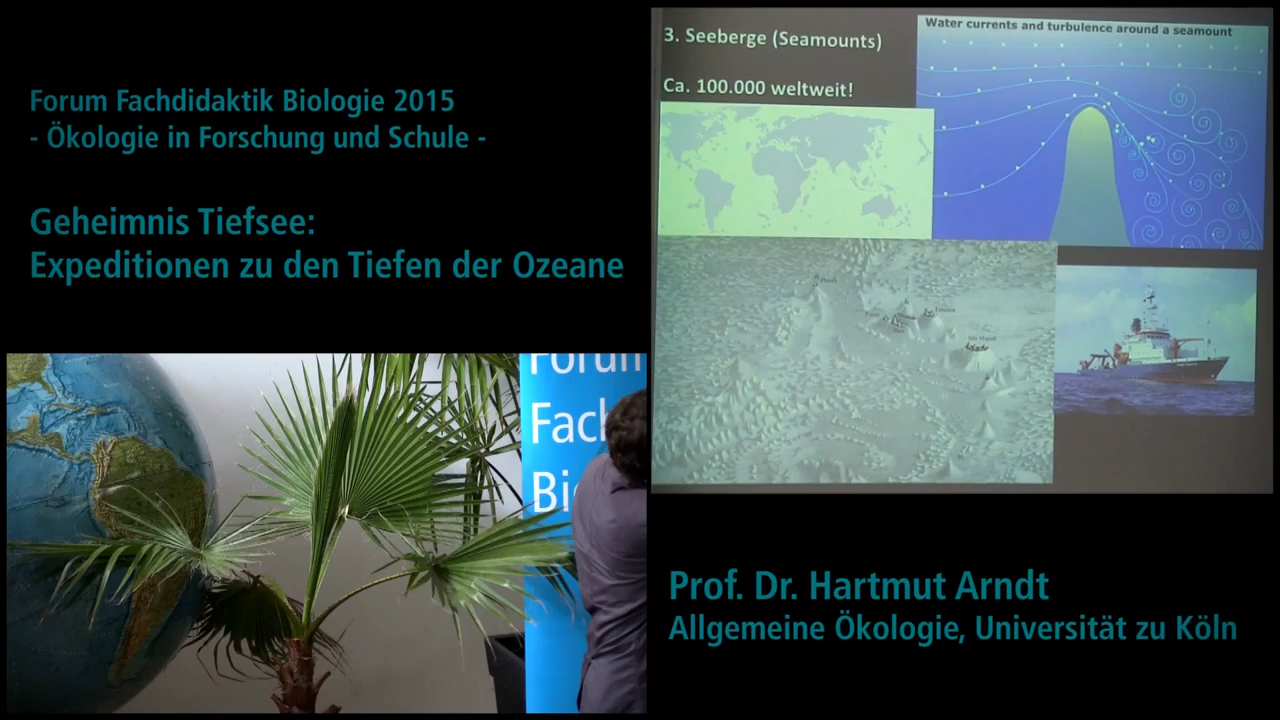 Forum Fachdidaktik Biologie 2015
- Ökologie in Forschung und Schule -
Geheimnis Tiefsee:
Expeditionen zu den Tiefen der Ozeane
3. Seeberge (Seamounts)
Ca. 100.000 weltweit!
Water currents and turbulence around a seamount
Forum
Fach
Prof. Dr. Hartmut Arndt
Allgemeine Ökologie, Universität zu Köln